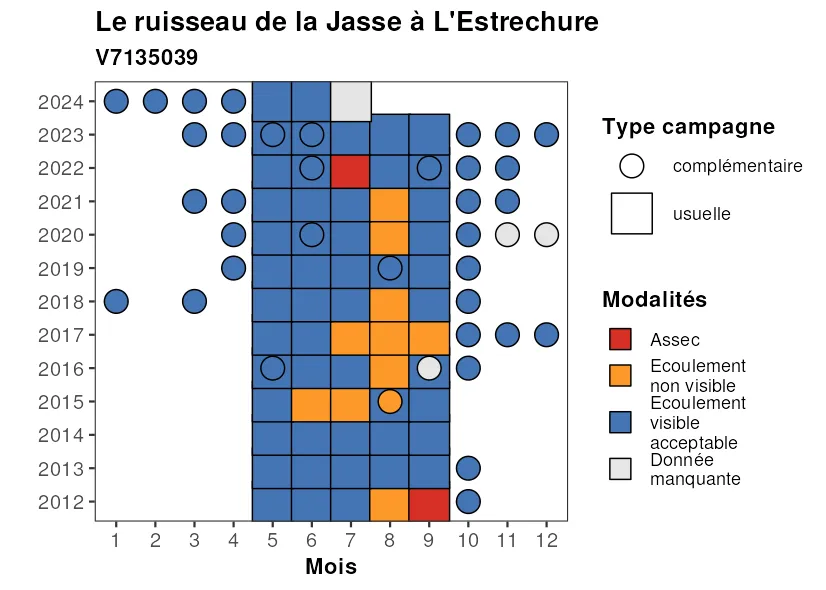 Le ruisseau de la Jasse à L'Estrechure
V7135039
2024
2023
2022
2021
2020
2019
2018
2017
2016
2015
2014
2013
2012
1 2 3 4 5 6 7 8 9 10 11 12
Mois
Type campagne
complémentaire
usuelle
Modalités
Assec
Ecoulement
non visible
Ecoulement
visible
acceptable
Donnée
manquante